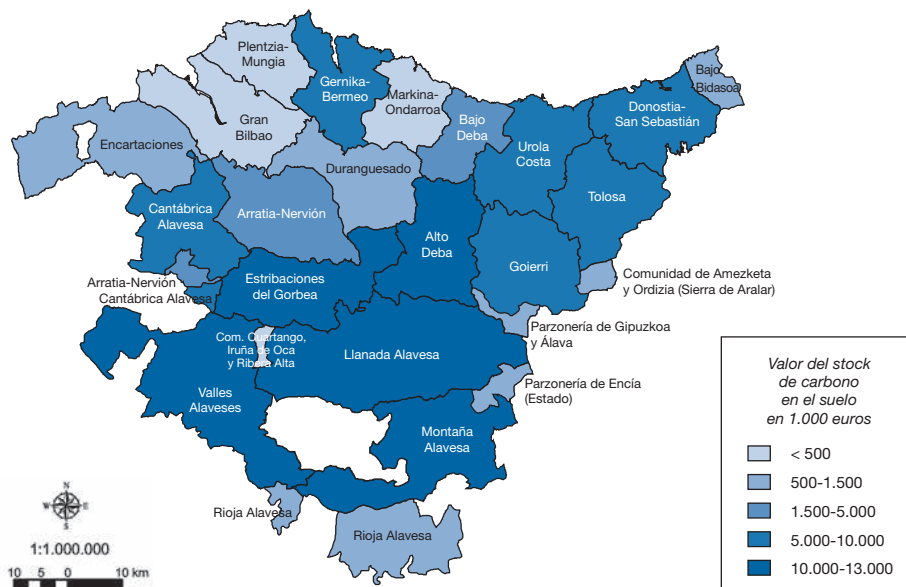 Plentzia-
Mungia
Gernika-
Bermeo
Markina-
Ondarroa
Bajo
Bidasoa
Donostia-
San Sebastián
Gran
Bilbao
Bajo
Deba
Urola
Costa
Encartaciones
Duranguesado
Tolosa
Cantábrica
Alavesa
Arratia-Nervión
Alto
Deba
Goierri
Comunidad de Amezketa
y Ordizia (Sierra de Aralar)
Arratia-Nervión -
Cantábrica Alavesa
Estribaciones
del Gorbea
Parzonería de Gipuzkoa
y Álava
Com. Cuartango,
Iruña de Oca
y Ribera Alta
Llanada Alavesa
Parzonería de Encía
(Estado)
Valles
Alaveses
Montaña
Alavesa
Rioja Alavesa
Rioja Alavesa
Valor del stock
de carbono
en el suelo
en 1.000 euros
< 500
500-1.500
1.500-5.000
5.000-10.000
10.000-13.000
N
W E
S
1:1.000.000
10 5 0 10 km